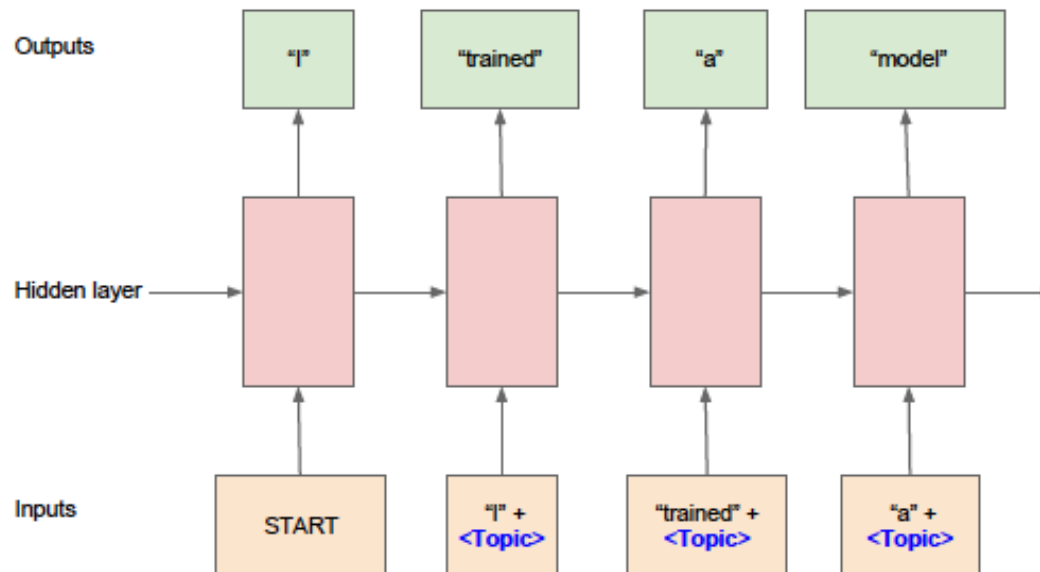 Outputs
“I”
“trained”
“a”
“model”
Hidden layer
Inputs
START
“I” +
<Topic>
“trained” +
<Topic>
“a” +
<Topic>